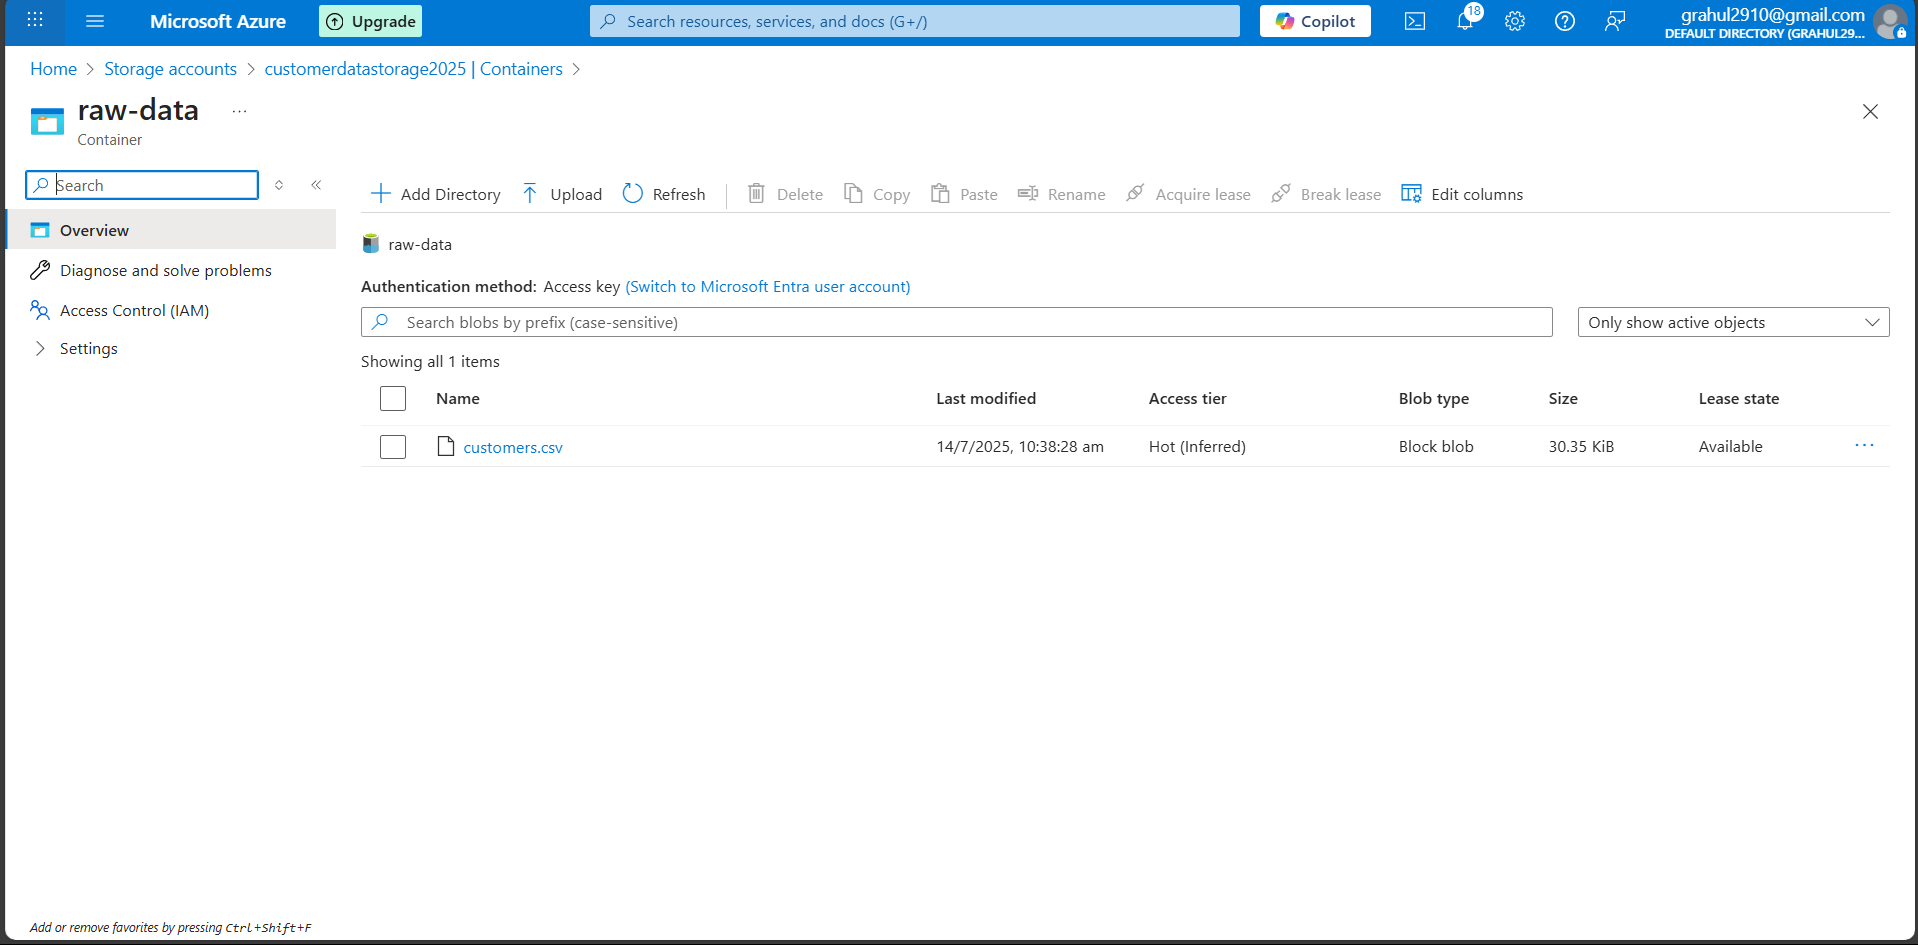 Microsoft Azure
Upgrade
Search resources, services, and docs (G+/)
Copilot
18
grahul2910@gmail.com
DEFAULT DIRECTORY (GRAHUL29...
Home > Storage accounts > customerdatastorage2025 | Containers >
raw-data ...
Container
Search
Overview
Diagnose and solve problems
Access Control (IAM)
Settings
Add Directory Upload Refresh Delete Copy Paste Rename Acquire lease Break lease Edit columns
raw-data
Authentication method: Access key (Switch to Microsoft Entra user account)
Search blobs by prefix (case-sensitive)
Only show active objects
Showing all 1 items
Name Last modified Access tier Blob type Size Lease state
customers.csv 14/7/2025, 10:38:28 am Hot (Inferred) Block blob 30.35 KiB Available ...
Add or remove favorites by pressing Ctrl+Shift+F